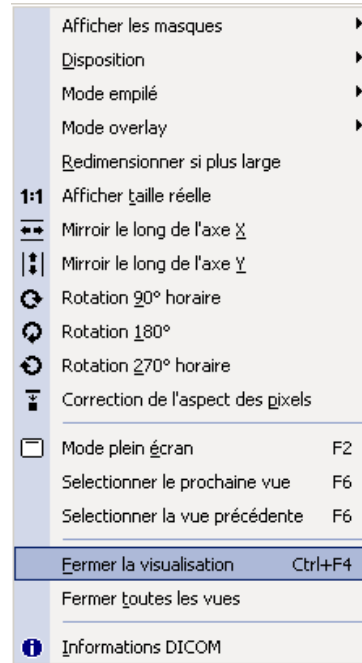 Afficher les masques
Disposition
Mode empilé
Mode overlay
Redimensionner si plus large
1:1 Afficher taille réelle
Mirroir le long de l'axe X
Mirroir le long de l'axe Y
Rotation 90° horaire
Rotation 180°
Rotation 270° horaire
Correction de l'aspect des pixels
Mode plein écran F2
Selectionner le prochaine vue F6
Selectionner la vue précédente F6
Fermer la visualisation Ctrl+F4
Fermer toutes les vues
Informations DICOM